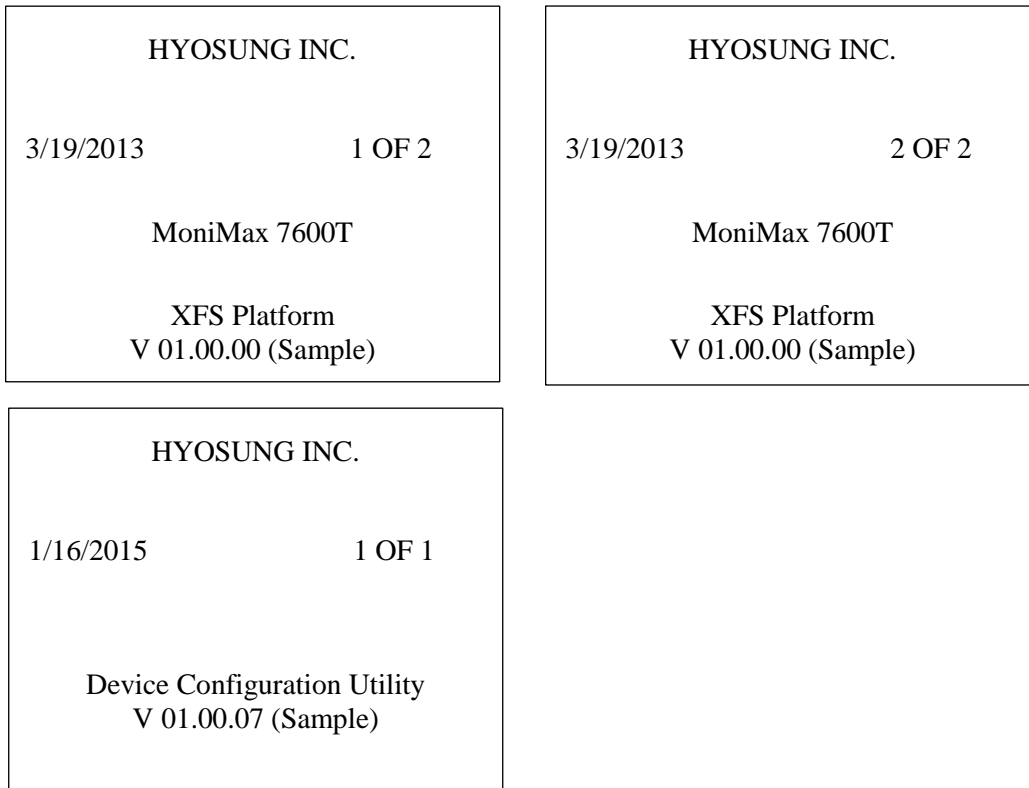 HYOSUNG INC.
3/19/2013 1 OF 2
MoniMax 7600T
XFS Platform
V 01.00.00 (Sample)
HYOSUNG INC.
3/19/2013 2 OF 2
MoniMax 7600T
XFS Platform
V 01.00.00 (Sample)
HYOSUNG INC.
1/16/2015 1 OF 1
Device Configuration Utility
V 01.00.07 (Sample)